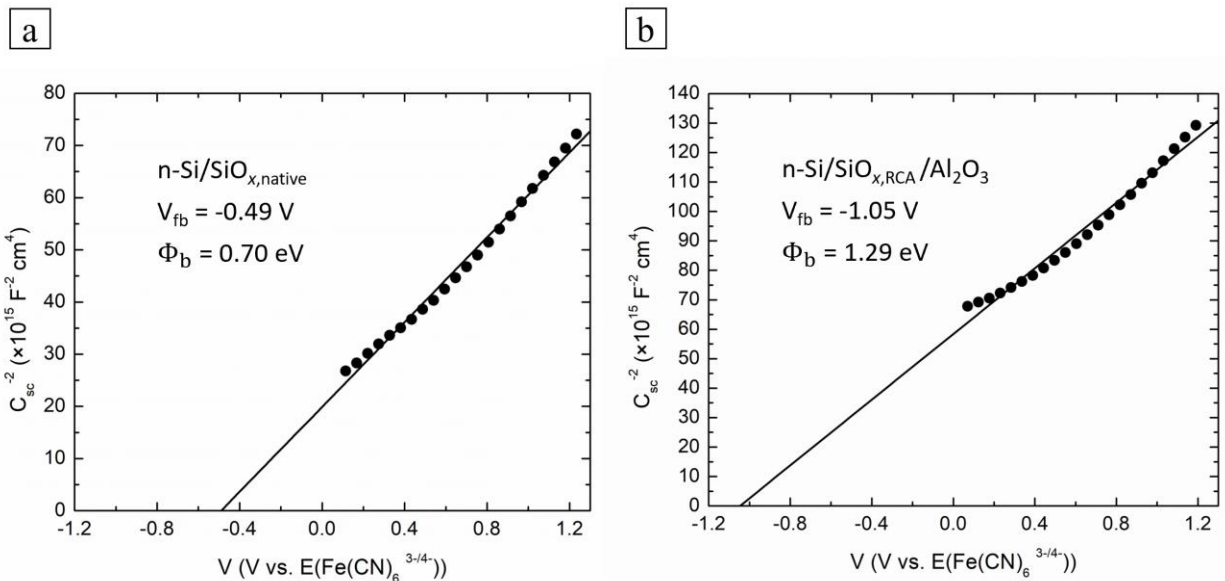 a
80
70
60
50
40
30
20
10
0
C_sc^-2 (×10^15 F^-2 cm^4)
n-Si/SiO_x,native
V_fb = -0.49 V
Φ_b = 0.70 eV
-1.2 -0.8 -0.4 0.0 0.4 0.8 1.2
V (V vs. E(Fe(CN)_6 ^3-/4-))
b
140
130
120
110
100
90
80
70
60
50
40
30
20
10
0
C_sc^-2 (×10^15 F^-2 cm^4)
n-Si/SiO_x,RCA /Al_2O_3
V_fb = -1.05 V
Φ_b = 1.29 eV
-1.2 -0.8 -0.4 0.0 0.4 0.8 1.2
V (V vs. E(Fe(CN)_6 ^3-/4-))